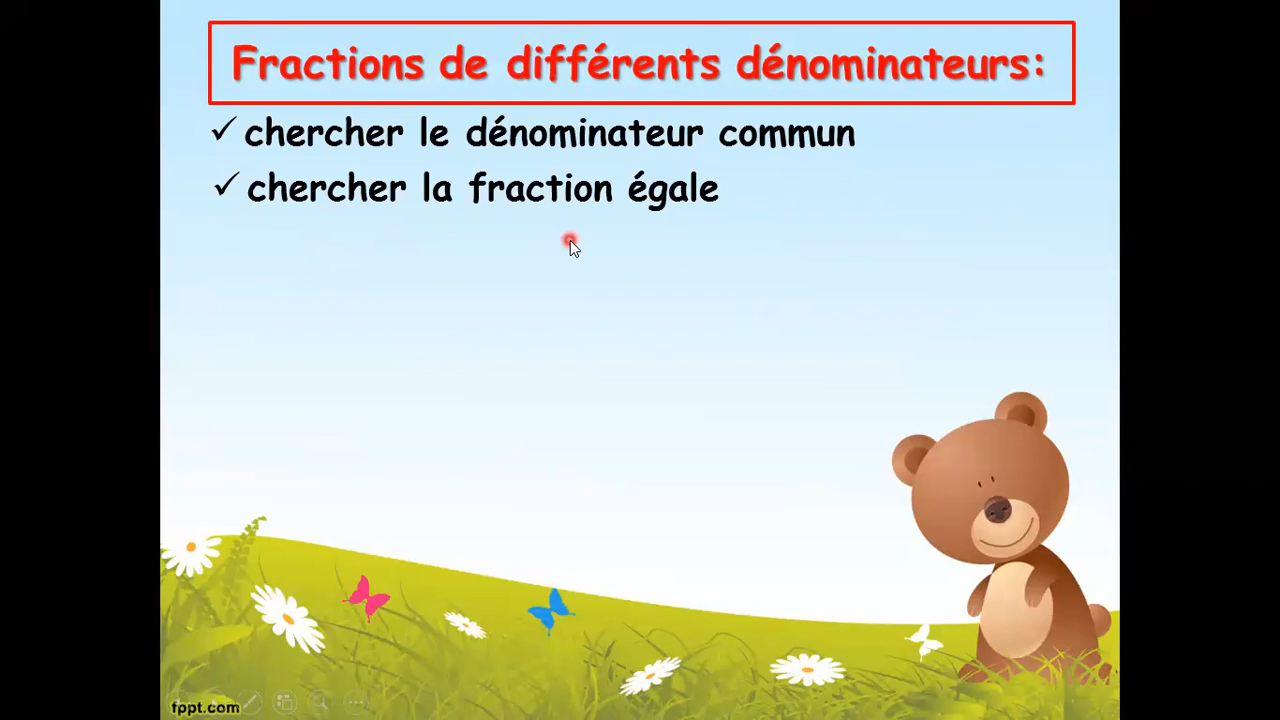 Fractions de différents dénominateurs:
✓ chercher le dénominateur commun
✓ chercher la fraction égale
fppt.com